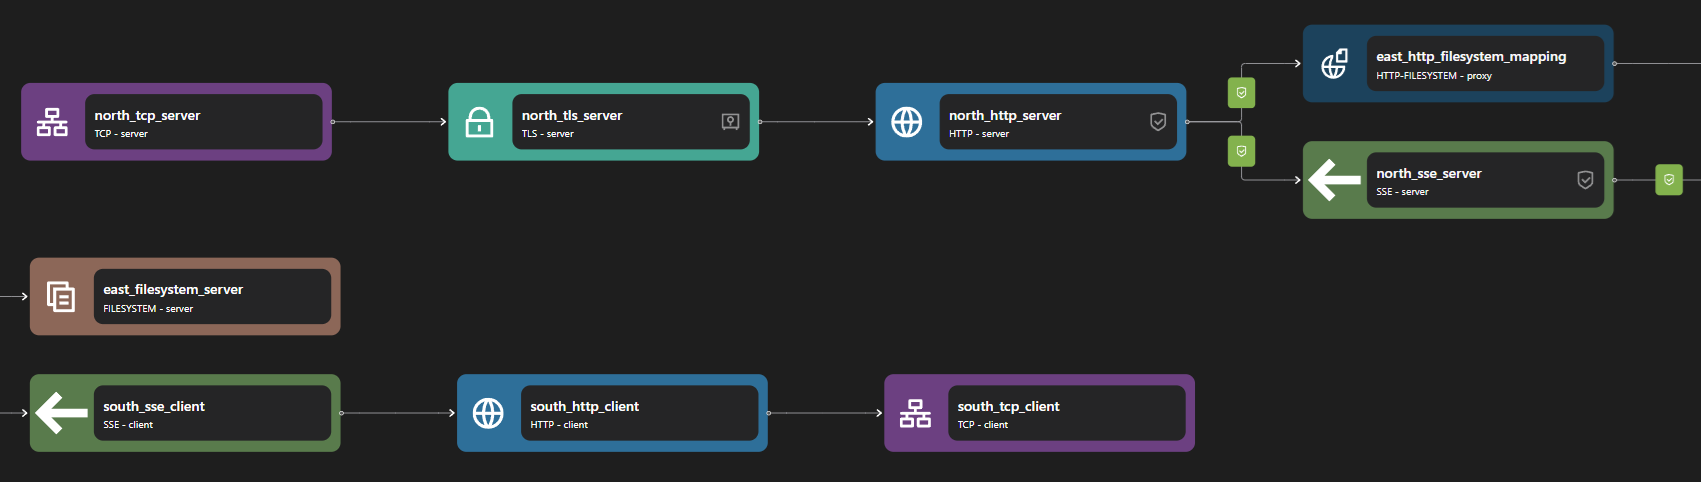 north_tcp_server
TCP - server
north_tls_server
TLS - server
north_http_server
HTTP - server
east_http_filesystem_mapping
HTTP-FILESYSTEM - proxy
north_sse_server
SSE - server
east_filesystem_server
FILESYSTEM - server
south_sse_client
SSE - client
south_http_client
HTTP - client
south_tcp_client
TCP - client